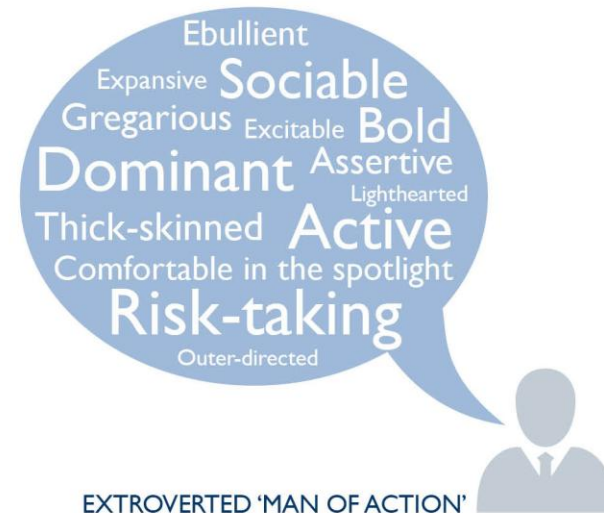 Ebullient
Expansive Sociable
Gregarious Excitable Bold
Dominant Assertive
Lighthearted
Thick-skinned Active
Comfortable in the spotlight
Risk-taking
Outer-directed
EXTROVERTED ‘MAN OF ACTION’